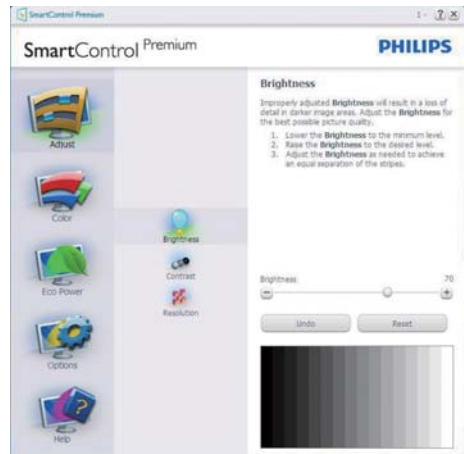 SmartControl Premium
SmartControl Premium
PHILIPS
Adjust
Color
Eco Power
Options
Help
Brightness
Contrast
Resolution
Brightness
Improperly adjusted Brightness will result in a loss of
detail in darker image areas. Adjust the Brightness for
the best possible picture quality.
1. Lower the Brightness to the minimum level.
2. Raise the Brightness to the desired level.
3. Adjust the Brightness as needed to achieve
an equal separation of the stripes.
Brightness 70
Undo Reset